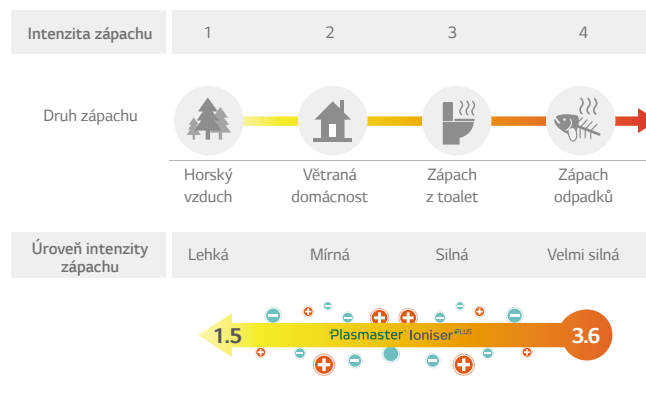 Intenzita zápachu 1 2 3 4
Druh zápachu
Horský vzduch
Větraná domácnost
Zápach z toalet
Zápach odpadků
Úroveň intenzity zápachu
Lehká Mírná Silná Velmi silná
1.5 Plasmaster Ioniser PLUS 3.6